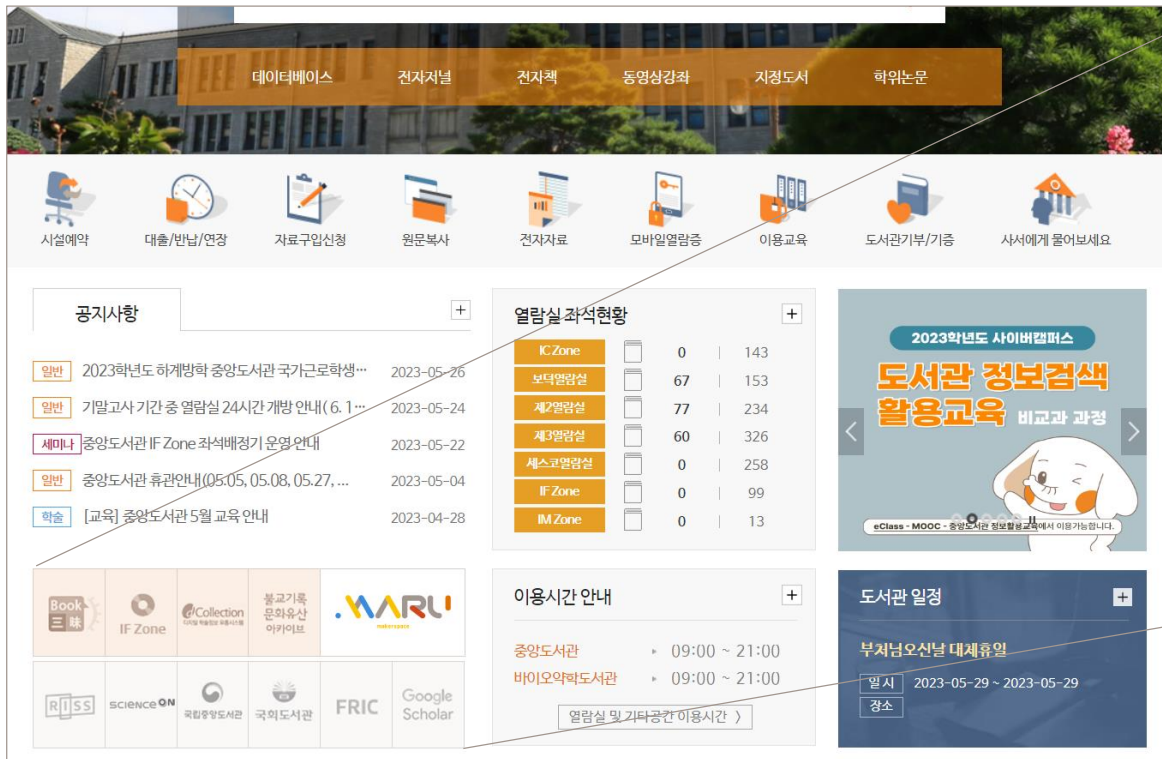 데이터베이스 전자저널 전자책 동영상강좌 지정도서 학위논문
시설예약 대출/반납/연장 자료구입신청 원문복사 전자자료 모바일열람증 이용교육 도서관기부/기증 사서에게 물어보세요
공지사항 +
일반 2023학년도 하계방학 중앙도서관 국가근로학생… 2023-05-26
일반 기말고사 기간 중 열람실 24시간 개방 안내( 6. 1… 2023-05-24
세미나 중앙도서관 IF Zone 좌석배정기 운영 안내 2023-05-22
일반 중앙도서관 휴관안내(05.05, 05.08, 05.27, ... 2023-05-04
학술 [교육] 중앙도서관 5월 교육 안내 2023-04-28
열람실 좌석현황 +
IC Zone 0 | 143
보덕열람실 67 | 153
제2열람실 77 | 234
제3열람실 60 | 326
세스코열람실 0 | 258
IF Zone 0 | 99
IM Zone 0 | 13
2023학년도 사이버캠퍼스
도서관 정보검색
활용교육 비교과 과정
eClass - MOOC - 중앙도서관 정보활용교육에서 이용가능합니다.
Book 三昧
IF Zone
dCollection
디지털 학술정보 유통시스템
불교기록
문화유산
아카이브
.MARU
makerspace
RISS scienceON 국립중앙도서관 국회도서관 FRIC Google Scholar
이용시간 안내 +
중앙도서관 ▸ 09:00 ~ 21:00
바이오약학도서관 ▸ 09:00 ~ 21:00
열람실 및 기타공간 이용시간 〉
도서관 일정 +
부처님오신날 대체휴일
일시 2023-05-29 ~ 2023-05-29
장소